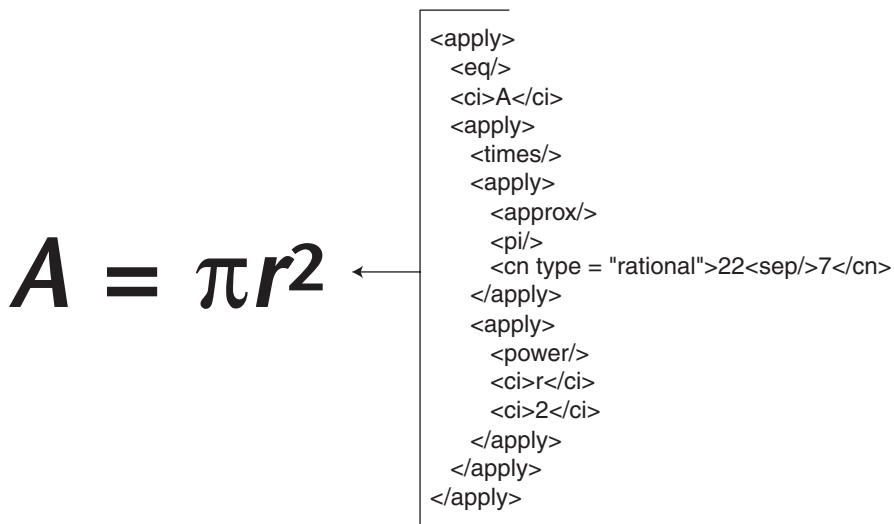 A = πr²
<apply>
<eq/>
<ci>A</ci>
<apply>
<times/>
<apply>
<approx/>
<pi/>
<cn type = "rational">22<sep/>7</cn>
</apply>
<apply>
<power/>
<ci>r</ci>
<ci>2</ci>
</apply>
</apply>
</apply>